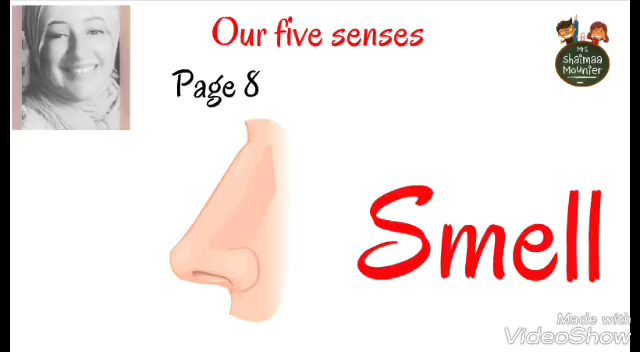 Our five senses
Mrs
Shaimaa
Mounier
Page 8
Smell
Made with
VideoShow